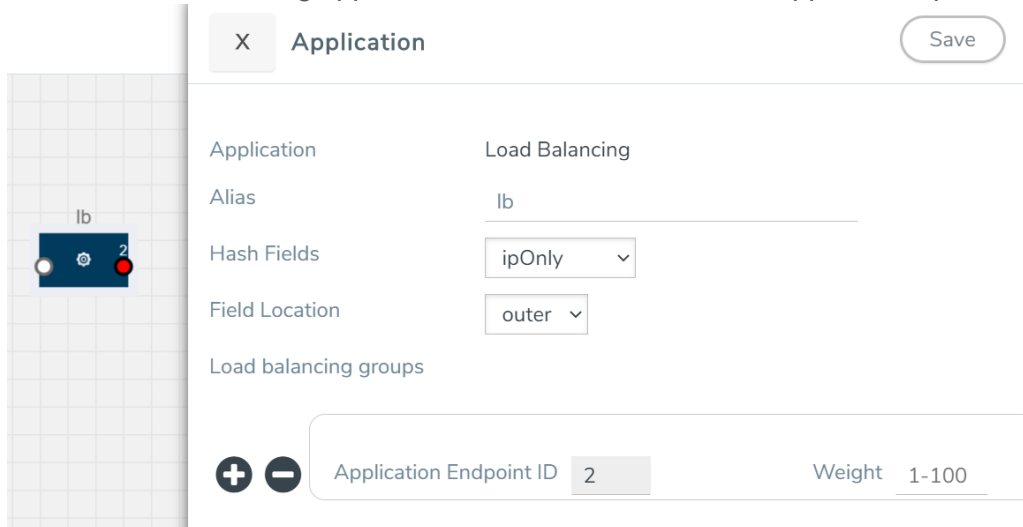 X Application Save
Application Load Balancing
Alias lb
lb
2
Hash Fields ipOnly
Field Location outer
Load balancing groups
Application Endpoint ID 2 Weight 1-100